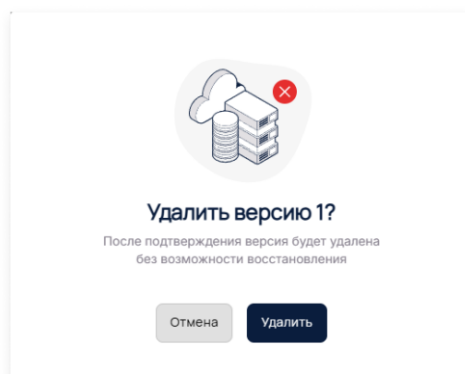 Удалить версию 1?
После подтверждения версия будет удалена
без возможности восстановления
Отмена
Удалить